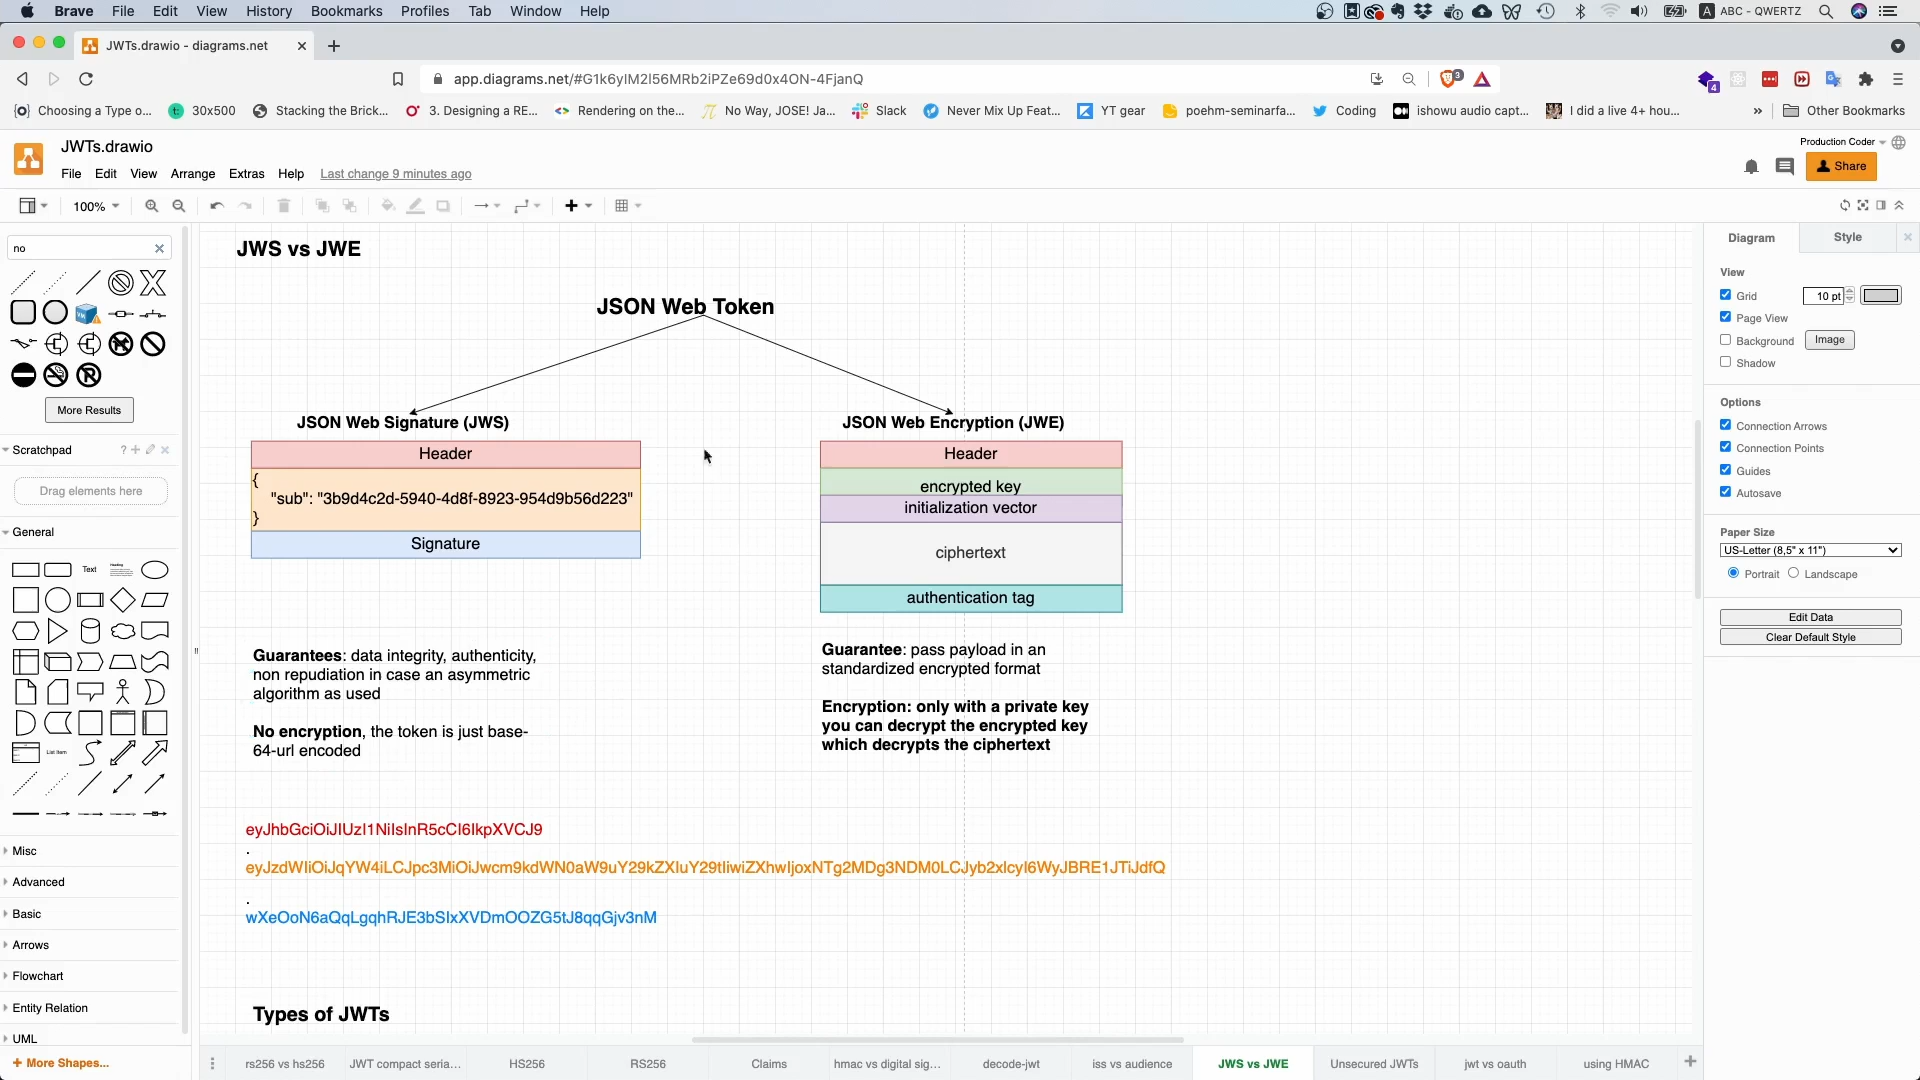 Brave File Edit View History Bookmarks Profiles Tab Window Help
A ABC - QWERTZ
JWTs.drawio - diagrams.net
app.diagrams.net/#G1k6ylM2l56MRb2iPZe69d0x4ON-4FjanQ
3
4
Choosing a Type o...
30x500
Stacking the Brick...
3. Designing a RE...
Rendering on the...
No Way, JOSE! Ja...
Slack
Never Mix Up Feat...
YT gear
poehm-seminarfa...
Coding
ishowu audio capt...
I did a live 4+ hou...
»
Other Bookmarks
JWTs.drawio
Production Coder
File Edit View Arrange Extras Help Last change 9 minutes ago
Share
100%
no
More Results
Scratchpad
?
Drag elements here
General
Text
Heading
List Item
Misc
Advanced
Basic
Arrows
Flowchart
Entity Relation
UML
+ More Shapes...
JWS vs JWE
JSON Web Token
JSON Web Signature (JWS)
Header
{
"sub": "3b9d4c2d-5940-4d8f-8923-954d9b56d223"
}
Signature
JSON Web Encryption (JWE)
Header
encrypted key
initialization vector
ciphertext
authentication tag
Guarantees: data integrity, authenticity,
non repudiation in case an asymmetric
algorithm as used
No encryption, the token is just base-
64-url encoded
Guarantee: pass payload in an
standardized encrypted format
Encryption: only with a private key
you can decrypt the encrypted key
which decrypts the ciphertext
eyJhbGciOiJIUzI1NiIsInR5cCI6IkpXVCJ9
.
eyJzdWIiOiJqYW4iLCJpc3MiOiJwcm9kdWN0aW9uY29kZXIuY29tIiwiZXhwIjoxNTg2MDg3NDM0LCJyb2xlcyI6WyJBRE1JTiJdfQ
.
wXeOoN6aQqLgqhRJE3bSIxXVDmOOZG5tJ8qqGjv3nM
Types of JWTs
Diagram
Style
View
Grid
10 pt
Page View
Background
Image
Shadow
Options
Connection Arrows
Connection Points
Guides
Autosave
Paper Size
US-Letter (8,5" x 11")
Portrait
Landscape
Edit Data
Clear Default Style
rs256 vs hs256
JWT compact seria...
HS256
RS256
Claims
hmac vs digital sig...
decode-jwt
iss vs audience
JWS vs JWE
Unsecured JWTs
jwt vs oauth
using HMAC